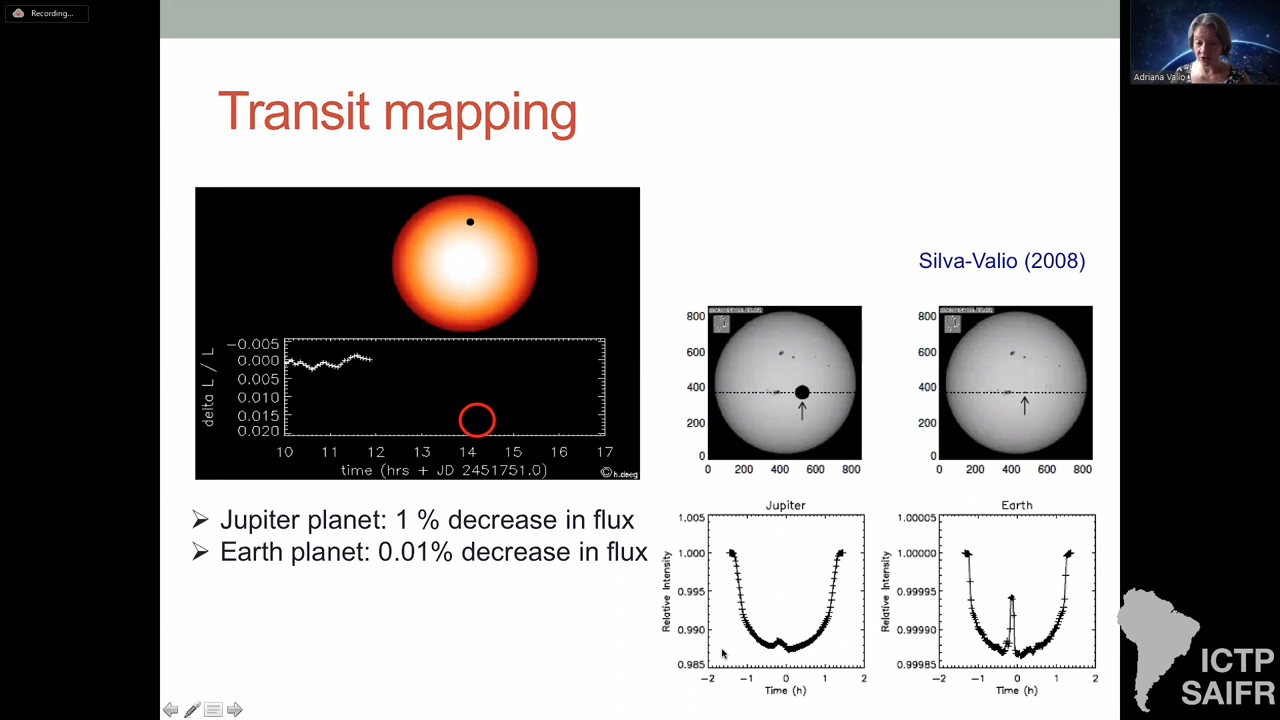 Recording...
Adriana Valio
Transit mapping
Silva-Valio (2008)
delta L / L
-0.005
0.000
0.005
0.010
0.015
0.020
10 11 12 13 14 15 16 17
time (hrs + JD 2451751.0)
©h.deeg
➢ Jupiter planet: 1 % decrease in flux
➢ Earth planet: 0.01% decrease in flux
800
600
400
200
0
0 200 400 600 800
800
600
400
200
0
0 200 400 600 800
Jupiter
Relative Intensity
1.005
1.000
0.995
0.990
0.985
-2 -1 0 1 2
Time (h)
Earth
Relative Intensity
1.00005
1.00000
0.99995
0.99990
0.99985
-2 -1 0 1 2
Time (h)
ICTP
SAIFR